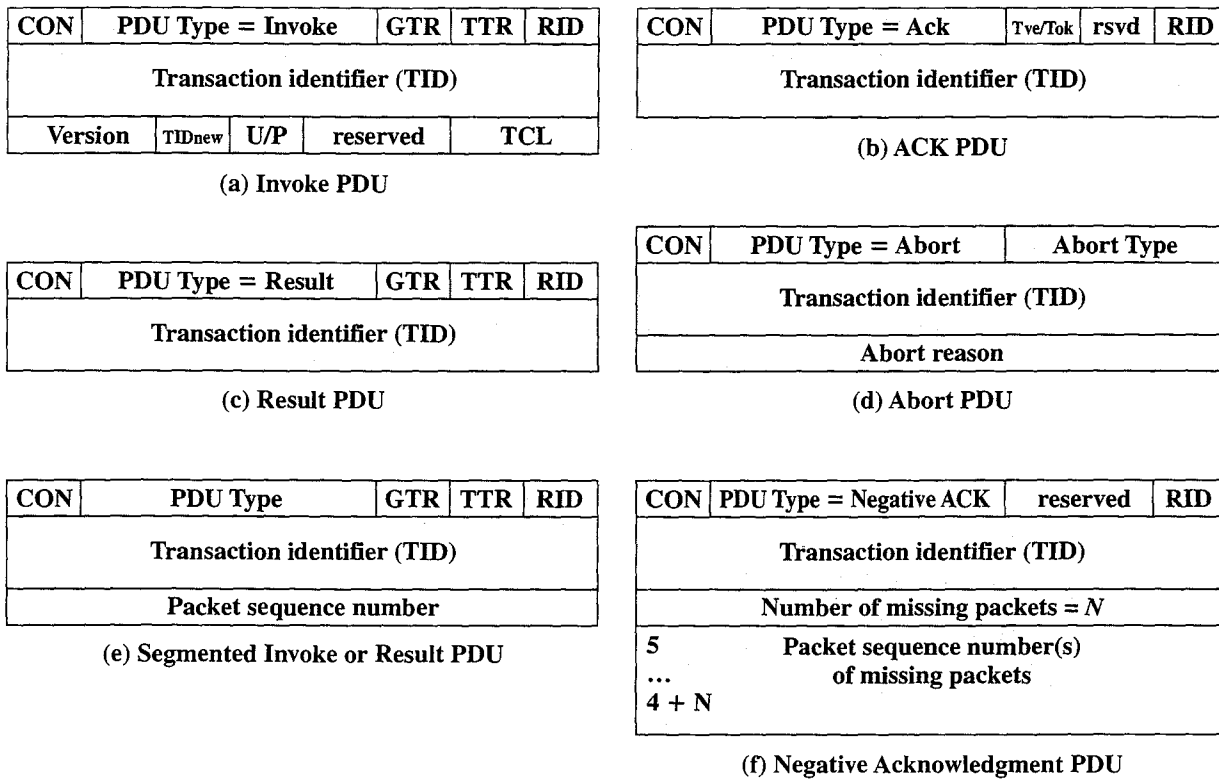 CON PDU Type = Invoke GTR TTR RID
Transaction identifier (TID)
Version TIDnew U/P reserved TCL
(a) Invoke PDU
CON PDU Type = Ack Tve/Tok rsvd RID
Transaction identifier (TID)
(b) ACK PDU
CON PDU Type = Result GTR TTR RID
Transaction identifier (TID)
(c) Result PDU
CON PDU Type = Abort Abort Type
Transaction identifier (TID)
Abort reason
(d) Abort PDU
CON PDU Type GTR TTR RID
Transaction identifier (TID)
Packet sequence number
(e) Segmented Invoke or Result PDU
CON PDU Type = Negative ACK reserved RID
Transaction identifier (TID)
Number of missing packets = N
5 Packet sequence number(s)
... of missing packets
4 + N
(f) Negative Acknowledgment PDU